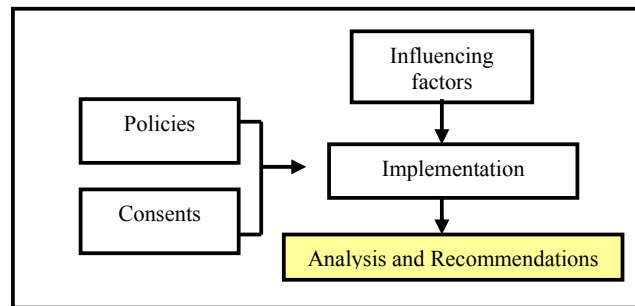 Influencing
factors
Policies
Implementation
Consents
Analysis and Recommendations